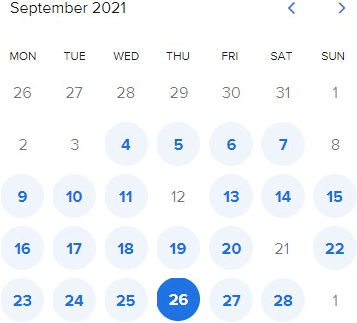 September 2021
MON TUE WED THU FRI SAT SUN
26 27 28 29 30 31 1
2 3 4 5 6 7 8
9 10 11 12 13 14 15
16 17 18 19 20 21 22
23 24 25 26 27 28 1